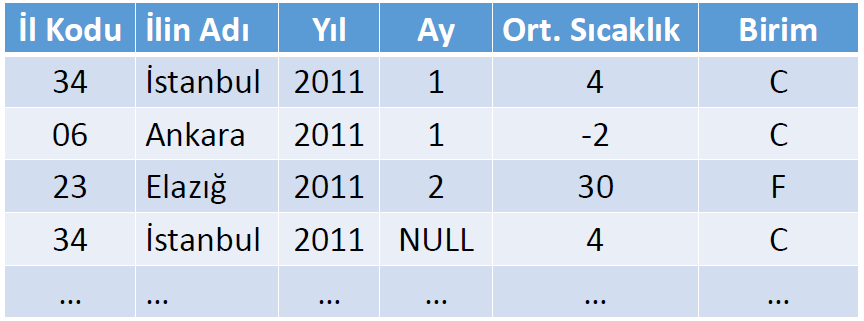 İl Kodu İlin Adı Yıl Ay Ort. Sıcaklık Birim
34 İstanbul 2011 1 4 C
06 Ankara 2011 1 -2 C
23 Elazığ 2011 2 30 F
34 İstanbul 2011 NULL 4 C
... ... ... ... ... ...